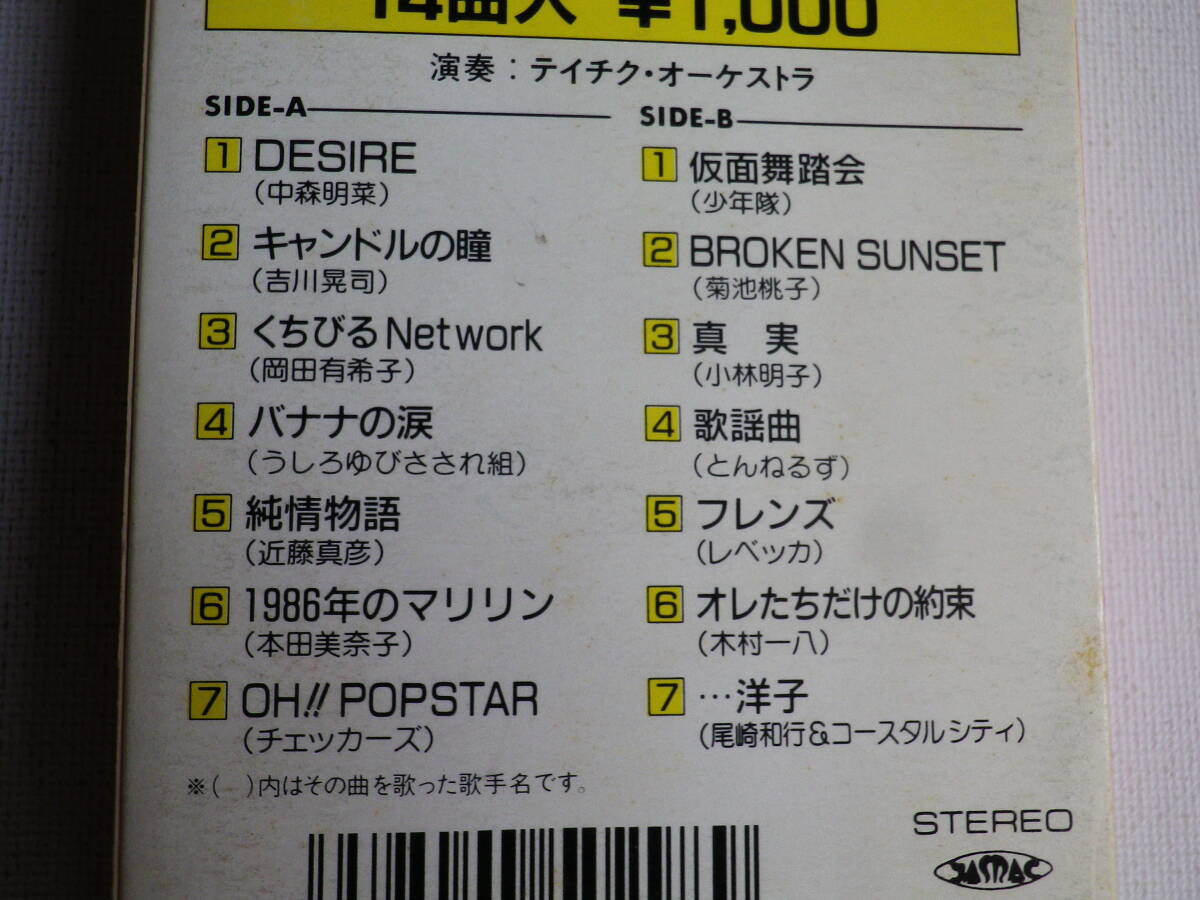 14曲入 ¥1,000
演奏：テイチク・オーケストラ
SIDE-A
1 DESIRE
(中森明菜)
2 キャンドルの瞳
(吉川晃司)
3 くちびるNetwork
(岡田有希子)
4 バナナの涙
(うしろゆびさされ組)
5 純情物語
(近藤真彦)
6 1986年のマリリン
(本田美奈子)
7 OH!! POPSTAR
(チェッカーズ)
SIDE-B
1 仮面舞踏会
(少年隊)
2 BROKEN SUNSET
(菊池桃子)
3 真 実
(小林明子)
4 歌謡曲
(とんねるず)
5 フレンズ
(レベッカ)
6 オレたちだけの約束
(木村一八)
7 …洋子
(尾崎和行&コースタルシティ)
※( )内はその曲を歌った歌手名です。
STEREO
JAMAC